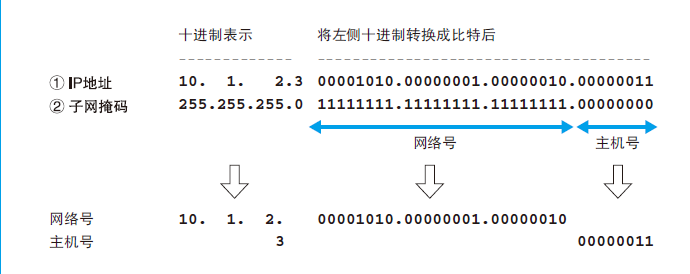 十进制表示 将左侧十进制转换成比特后
------------- ---------------------------------------
① IP地址 10. 1. 2.3 00001010.00000001.00000010.00000011
② 子网掩码 255.255.255.0 11111111.11111111.11111111.00000000
网络号 主机号
网络号 10. 1. 2. 00001010.00000001.00000010
主机号 3 00000011